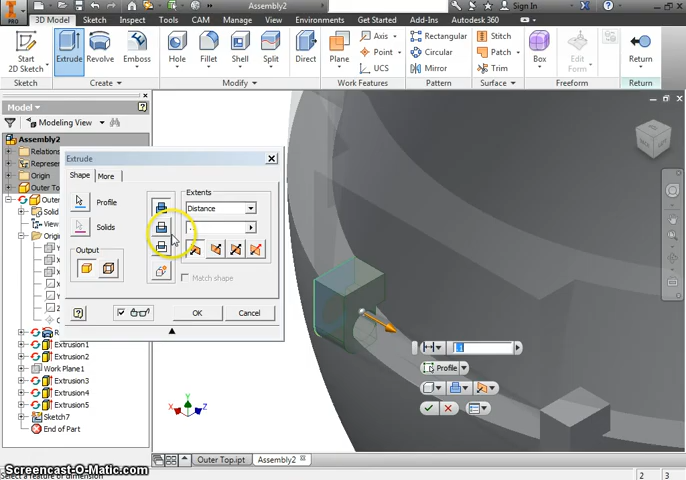 PRO
Assembly2
Sign In
3D Model
Sketch
Inspect
Tools
CAM
Manage
View
Environments
Get Started
Add-Ins
Autodesk 360
Start
2D Sketch
Extrude
Revolve
Emboss
Hole
Fillet
Shell
Split
Direct
Plane
Axis
Point
UCS
Rectangular
Circular
Mirror
Stitch
Patch
Trim
Box
Edit
Form
Return
Sketch
Create
Modify
Work Features
Pattern
Surface
Return
Model
Modeling View
Assembly2
Relations
Represen
Origin
Outer To
Outer
Solid
View
Origin
Extrusion1
Extrusion2
Work Plane1
Extrusion3
Extrusion4
Extrusion5
Sketch7
End of Part
Extrude
Shape
More
Profile
Solids
Output
Extents
Distance
Match shape
OK
Cancel
Profile
X
Y
Z
Outer Top.ipt
Assembly2
Screencast-O-Matic.com
Select a feature or dimension
2
3